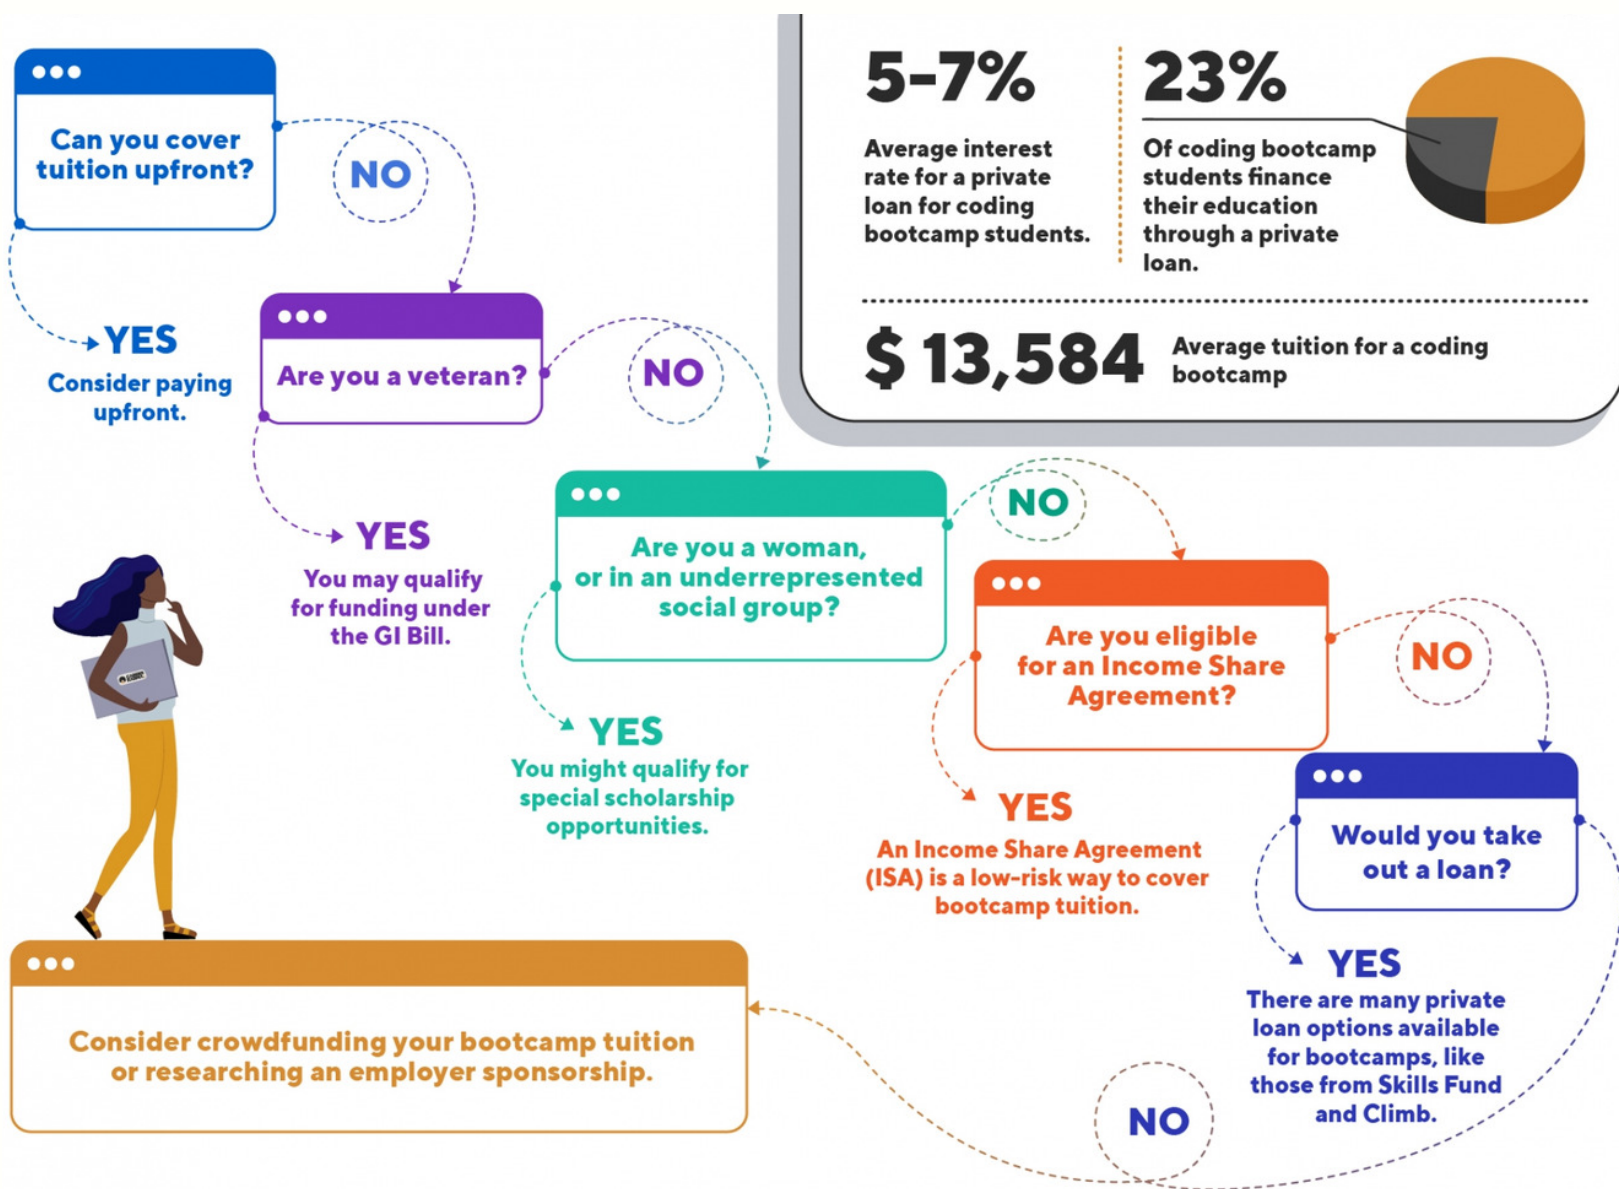 Can you cover
tuition upfront?
NO
YES
Consider paying
upfront.
5-7%
Average interest
rate for a private
loan for coding
bootcamp students.
23%
Of coding bootcamp
students finance
their education
through a private
loan.
$ 13,584
Average tuition for a coding
bootcamp
Are you a veteran?
NO
YES
You may qualify
for funding under
the GI Bill.
Are you a woman,
or in an underrepresented
social group?
NO
YES
You might qualify for
special scholarship
opportunities.
Are you eligible
for an Income Share
Agreement?
NO
YES
An Income Share Agreement
(ISA) is a low-risk way to cover
bootcamp tuition.
Would you take
out a loan?
YES
There are many private
loan options available
for bootcamps, like
those from Skills Fund
and Climb.
NO
Consider crowdfunding your bootcamp tuition
or researching an employer sponsorship.